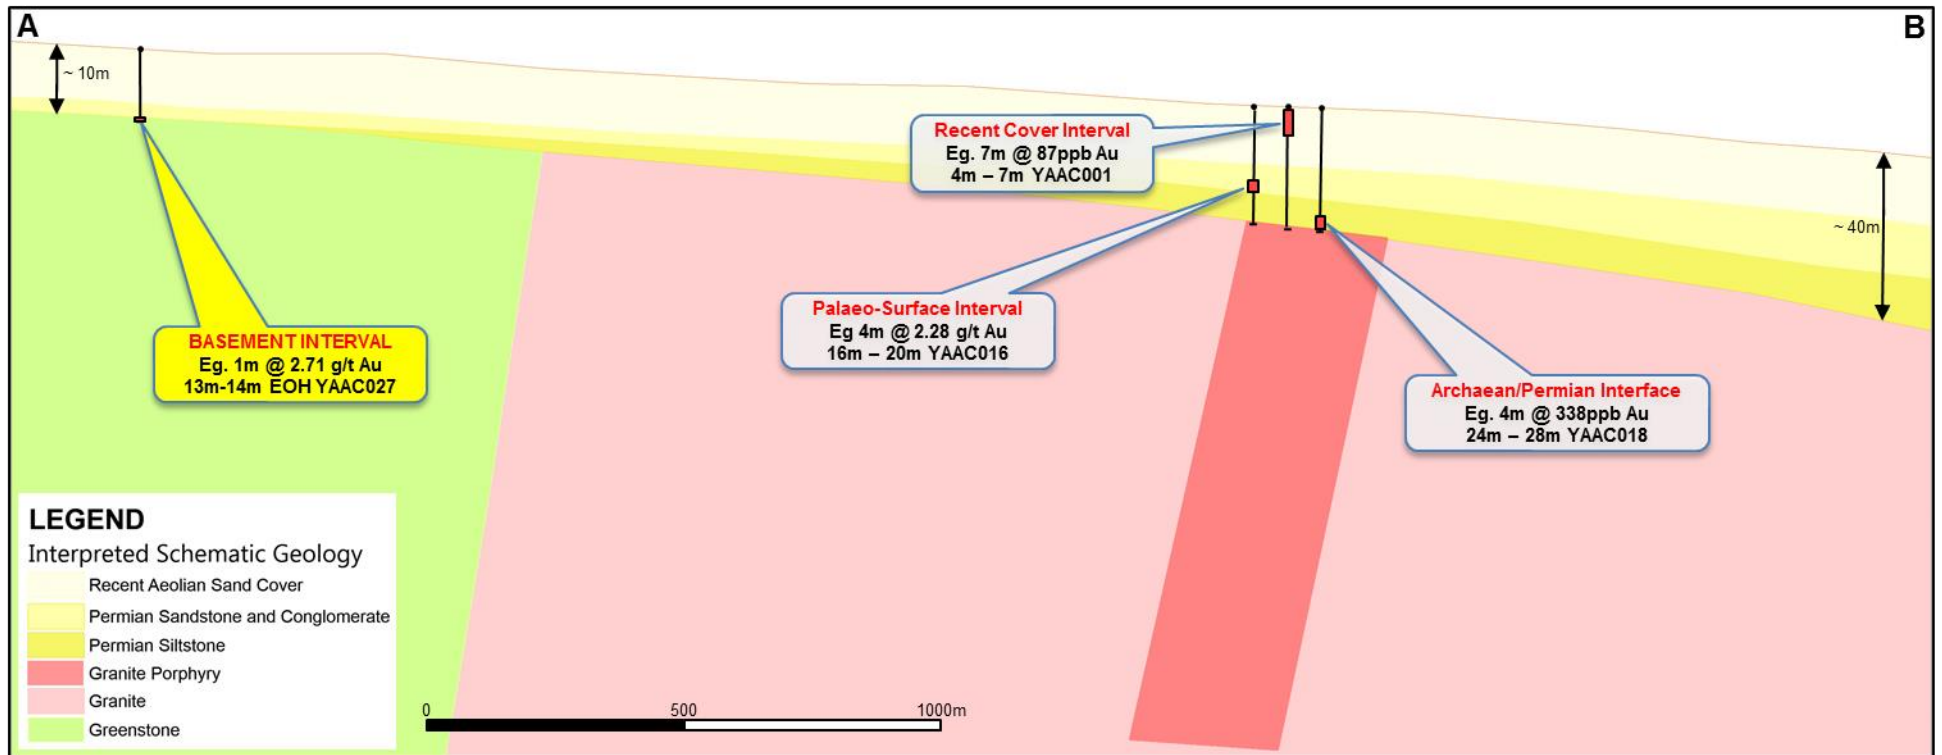 A
B
~ 10m
Recent Cover Interval
Eg. 7m @ 87ppb Au
4m – 7m YAAC001
~ 40m
Palaeo-Surface Interval
Eg 4m @ 2.28 g/t Au
16m – 20m YAAC016
BASEMENT INTERVAL
Eg. 1m @ 2.71 g/t Au
13m-14m EOH YAAC027
Archaean/Permian Interface
Eg. 4m @ 338ppb Au
24m – 28m YAAC018
LEGEND
Interpreted Schematic Geology
Recent Aeolian Sand Cover
Permian Sandstone and Conglomerate
Permian Siltstone
Granite Porphyry
Granite
Greenstone
0 500 1000m